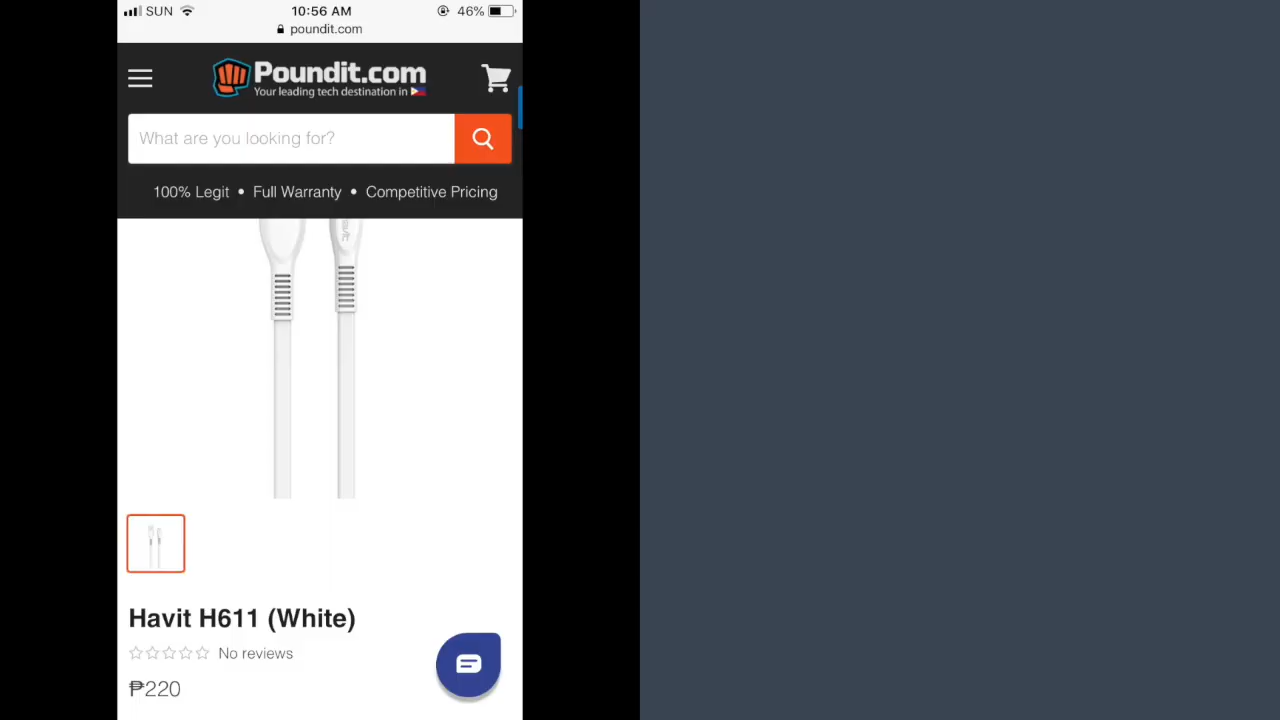 SUN 10:56 AM 46%
poundit.com
Poundit.com
Your leading tech destination in
What are you looking for?
100% Legit • Full Warranty • Competitive Pricing
Havit H611 (White)
No reviews
₱220